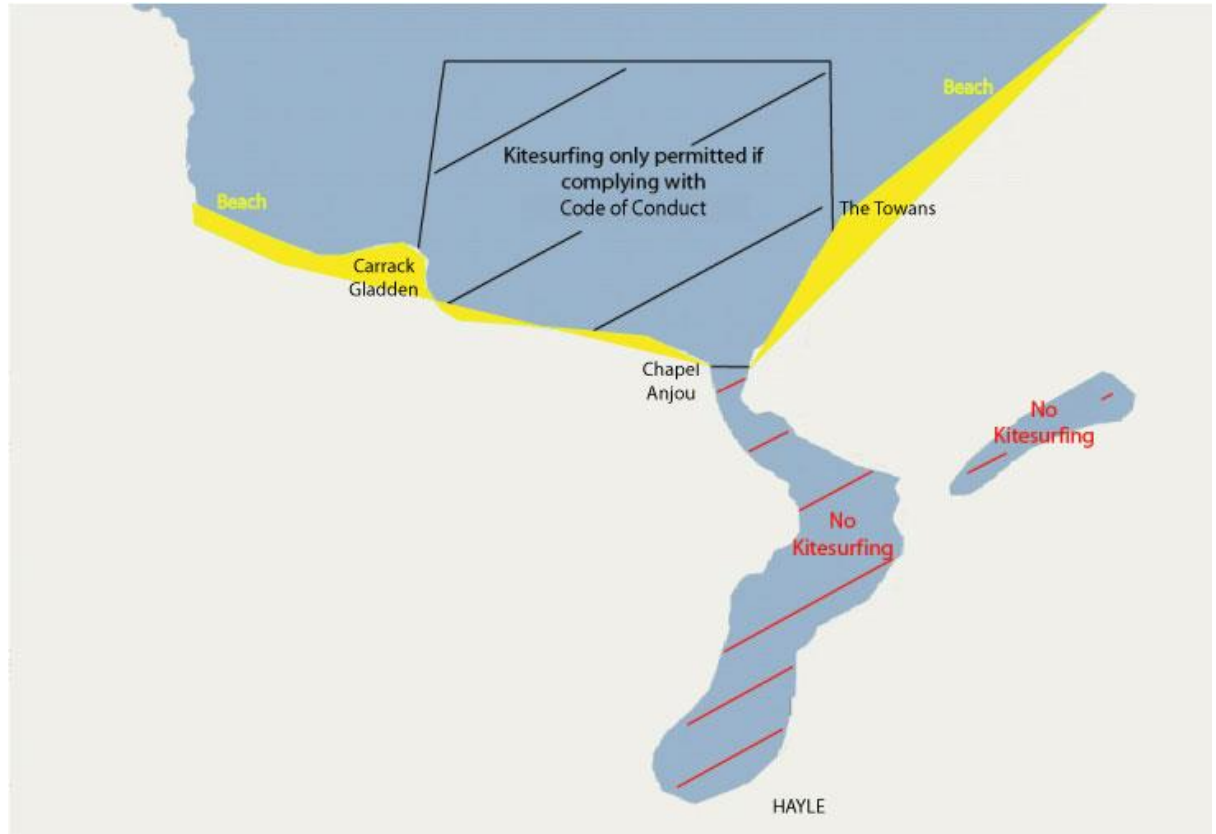 Beach
Kitesurfing only permitted if
complying with
Code of Conduct
Beach
The Towans
Carrack
Gladden
Chapel
Anjou
No
Kitesurfing
No
Kitesurfing
HAYLE